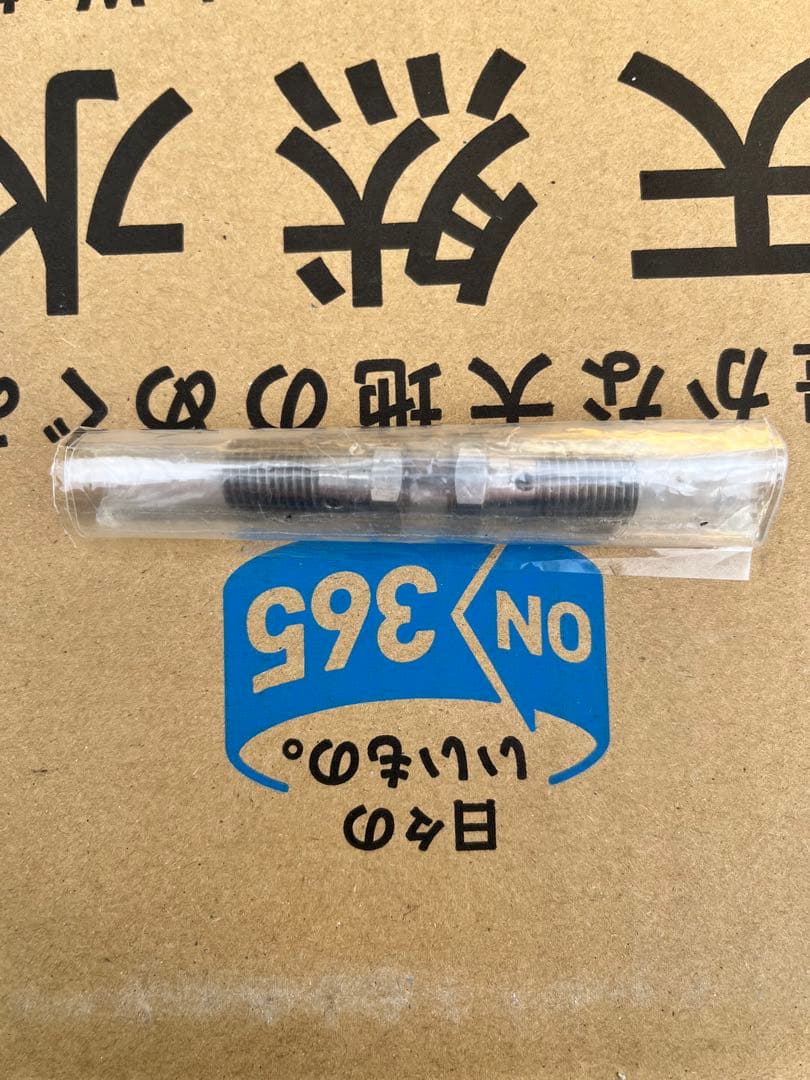 日々の
いいもの。
ON 365
かな大地のめぐ
天然水